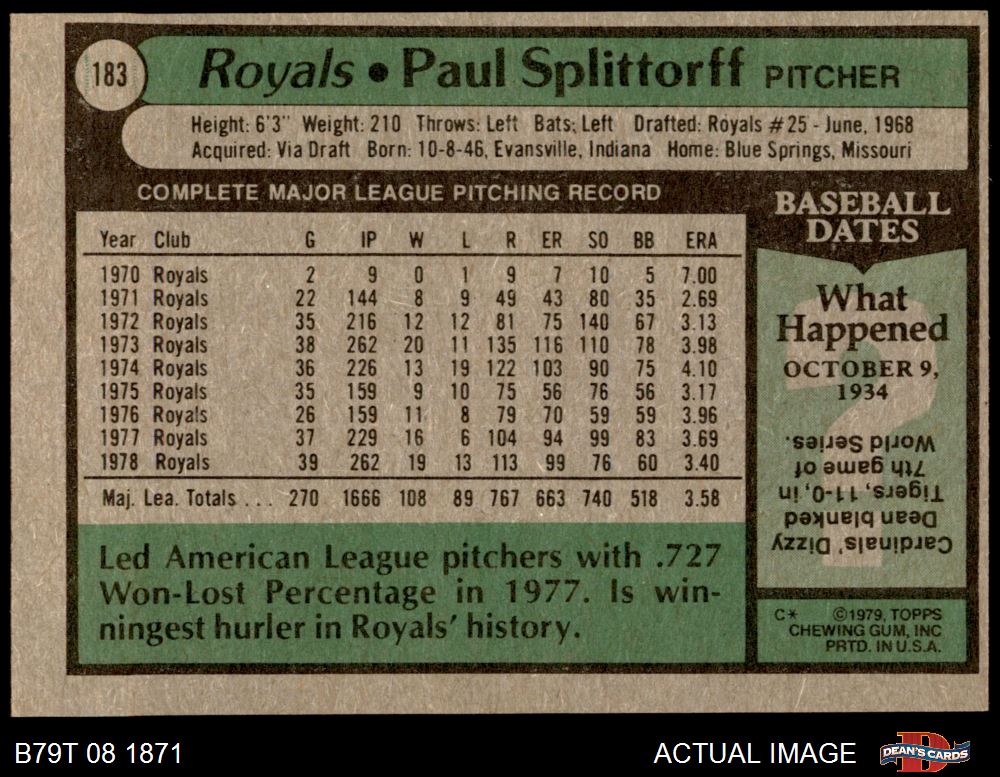 183
Royals • Paul Splittorff PITCHER
Height: 6'3" Weight: 210 Throws: Left Bats: Left Drafted: Royals #25 - June, 1968
Acquired: Via Draft Born: 10-8-46, Evansville, Indiana Home: Blue Springs, Missouri
COMPLETE MAJOR LEAGUE PITCHING RECORD
Year Club G IP W L R ER SO BB ERA
1970 Royals 2 9 0 1 9 7 10 5 7.00
1971 Royals 22 144 8 9 49 43 80 35 2.69
1972 Royals 35 216 12 12 81 75 140 67 3.13
1973 Royals 38 262 20 11 135 116 110 78 3.98
1974 Royals 36 226 13 19 122 103 90 75 4.10
1975 Royals 35 159 9 10 75 56 76 56 3.17
1976 Royals 26 159 11 8 79 70 59 59 3.96
1977 Royals 37 229 16 6 104 94 99 83 3.69
1978 Royals 39 262 19 13 113 99 76 60 3.40
Maj. Lea. Totals . . . 270 1666 108 89 767 663 740 518 3.58
Led American League pitchers with .727
Won-Lost Percentage in 1977. Is win-
ningest hurler in Royals' history.
BASEBALL
DATES
What
Happened
OCTOBER 9,
1934
Cardinals' Dizzy
Dean blanked
Tigers, 11-0, in
7th game of
World Series.
C* ©1979, TOPPS
CHEWING GUM, INC
PRTD. IN U.S.A.
B79T 08 1871
ACTUAL IMAGE
DEAN'S CARDS